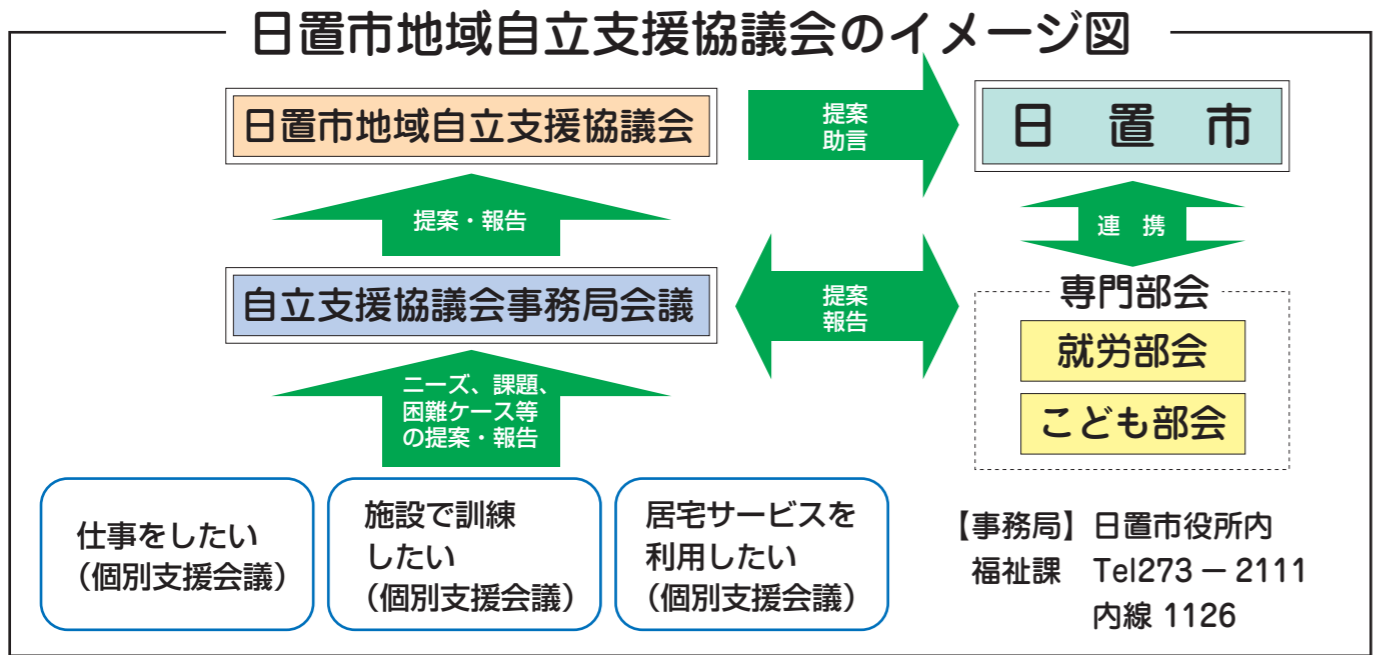 日置市地域自立支援協議会のイメージ図
日置市地域自立支援協議会
提案
助言
日置市
提案・報告
連携
自立支援協議会事務局会議
提案
報告
専門部会
就労部会
こども部会
ニーズ、課題、
困難ケース等
の提案・報告
仕事をしたい
（個別支援会議）
施設で訓練
したい
（個別支援会議）
居宅サービスを
利用したい
（個別支援会議）
【事務局】日置市役所内
福祉課 Tel273－2111
内線 1126